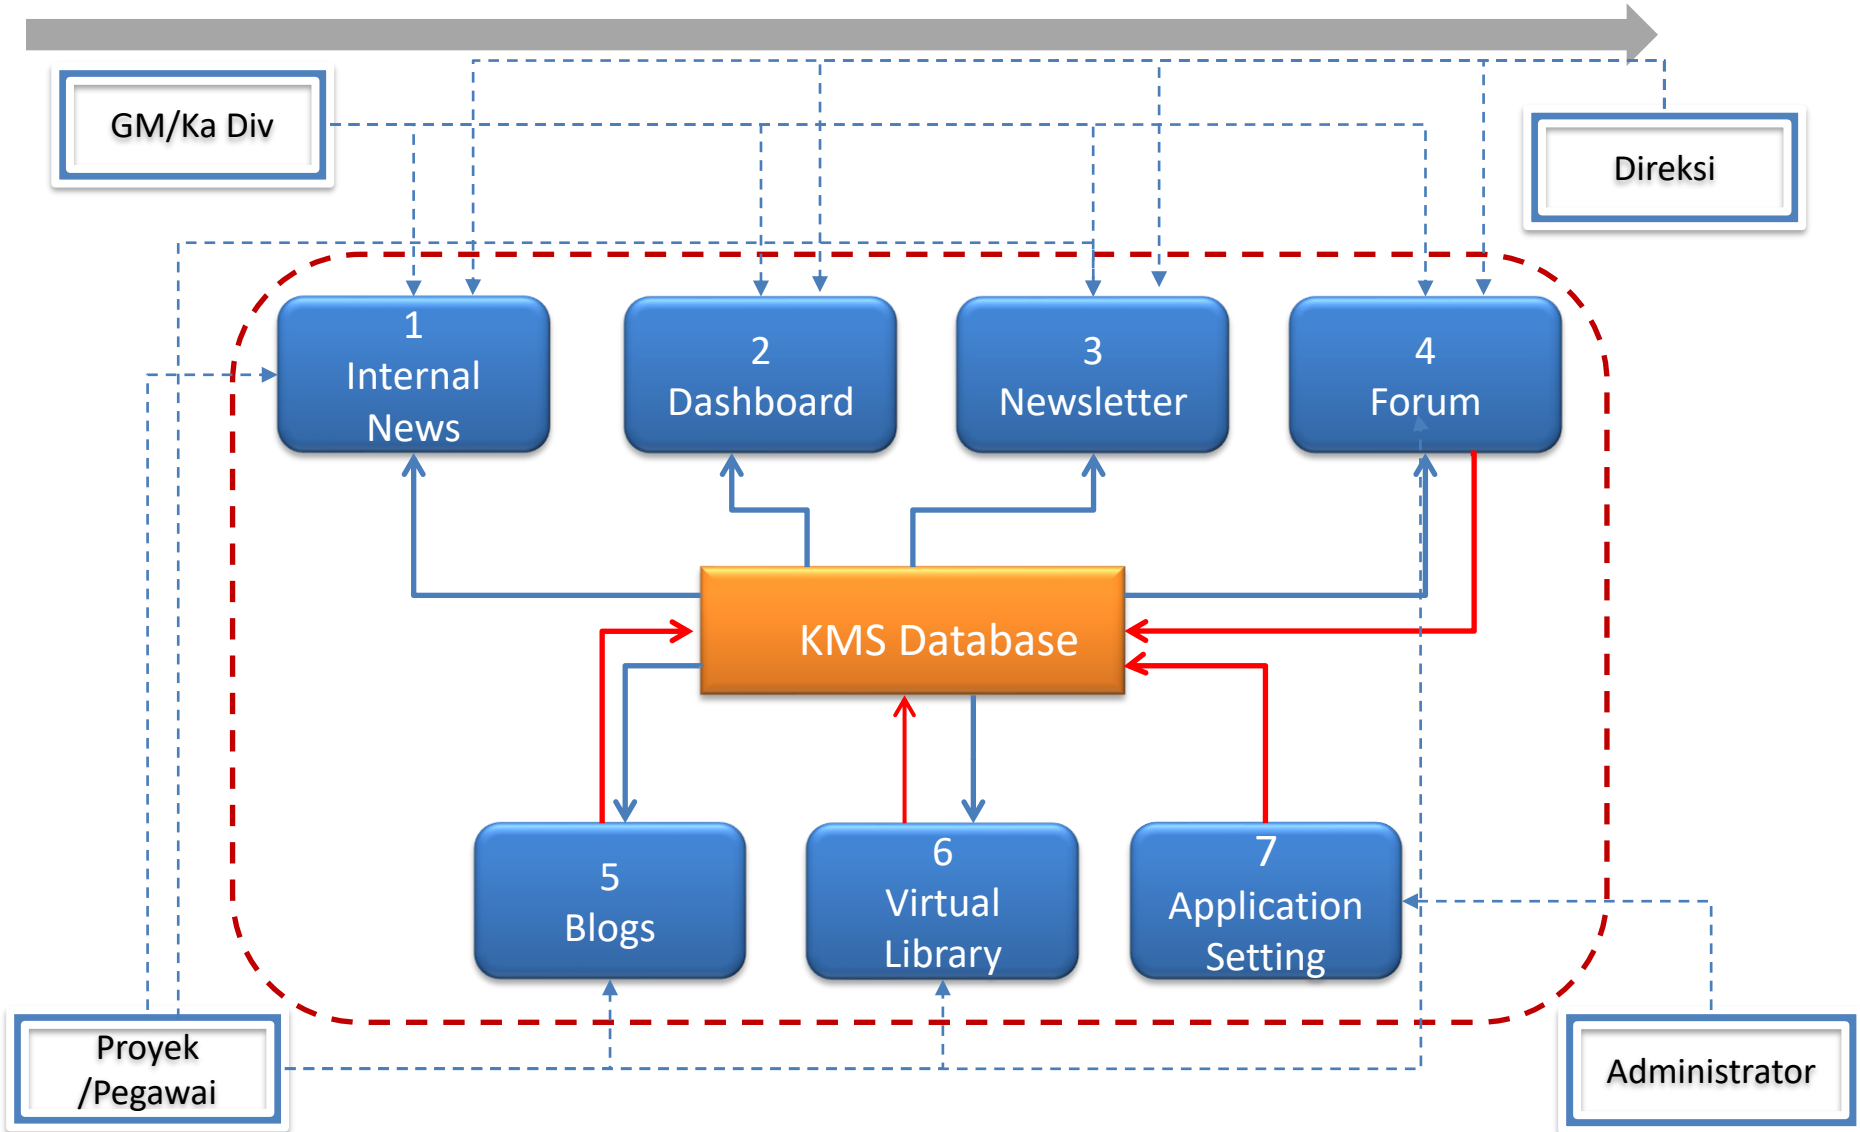 GM/Ka Div
Direksi
1
Internal
News
2
Dashboard
3
Newsletter
4
Forum
KMS Database
5
Blogs
6
Virtual
Library
7
Application
Setting
Proyek
/Pegawai
Administrator